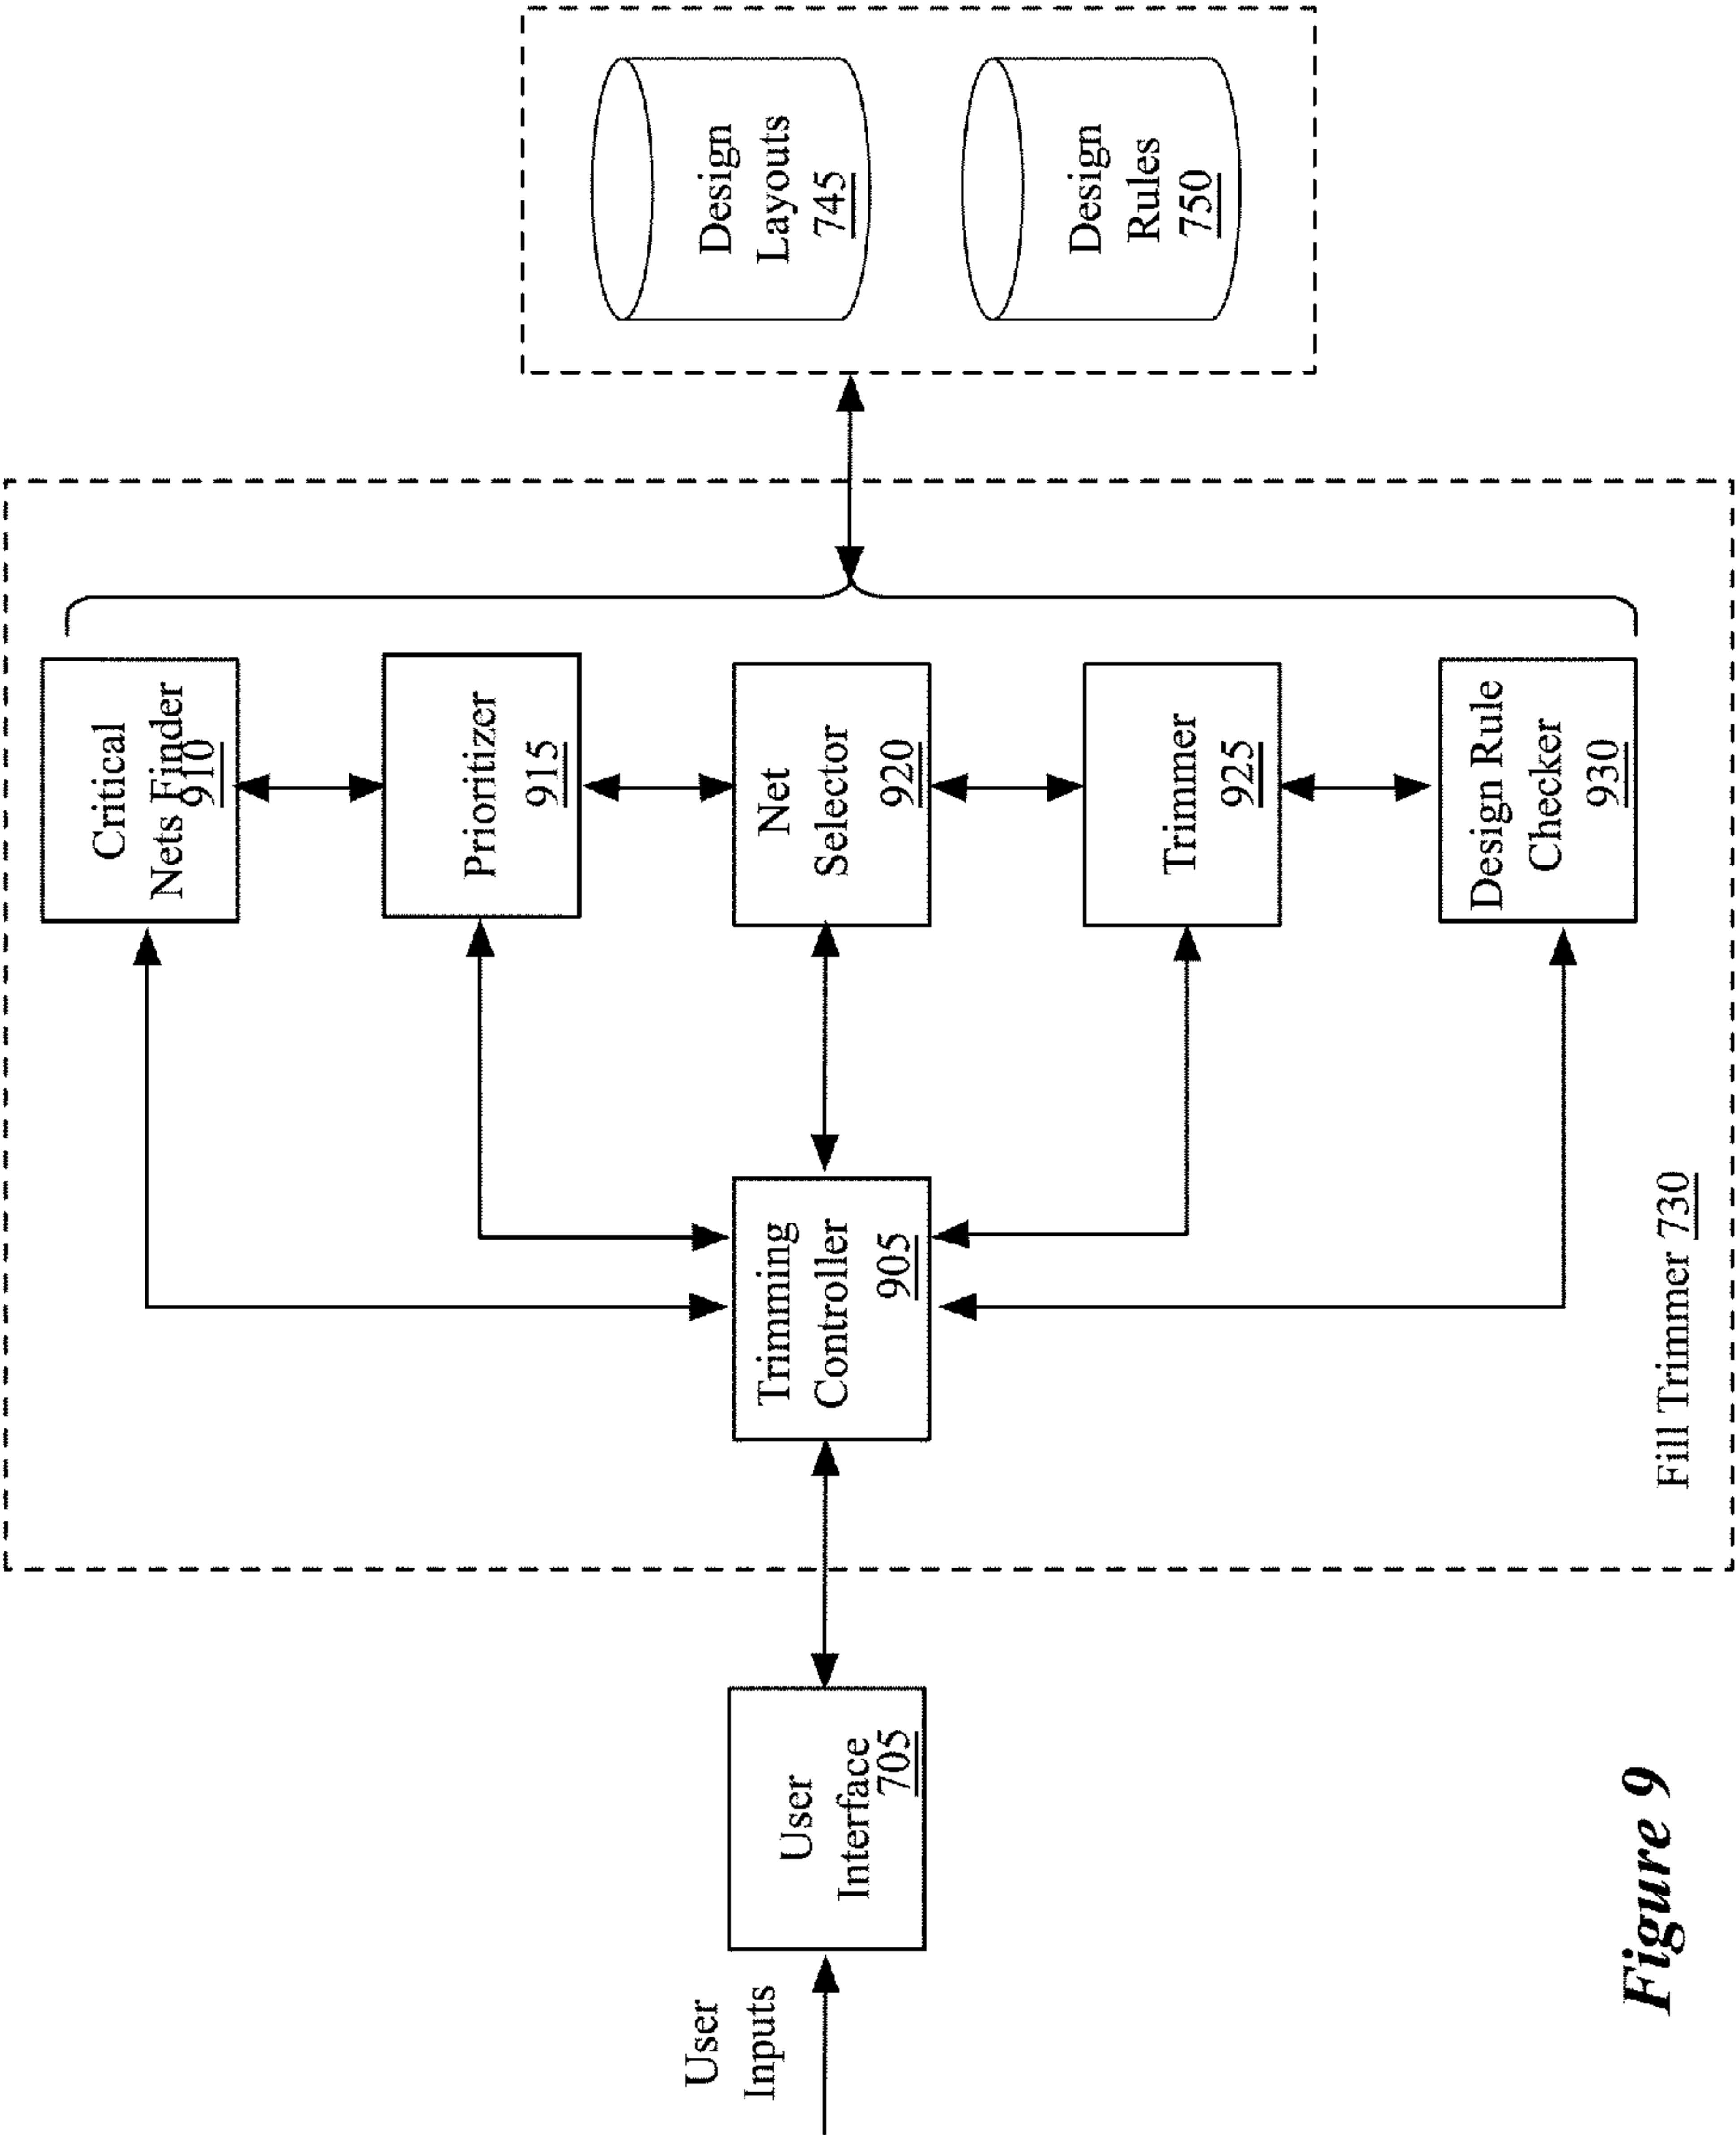 User
Inputs
User
Interface
705
Trimming
Controller
905
Critical
Nets Finder
910
Prioritizer
915
Net
Selector
920
Trimmer
925
Design Rule
Checker
930
Fill Trimmer 730
Design
Layouts
745
Design
Rules
750
Figure 9